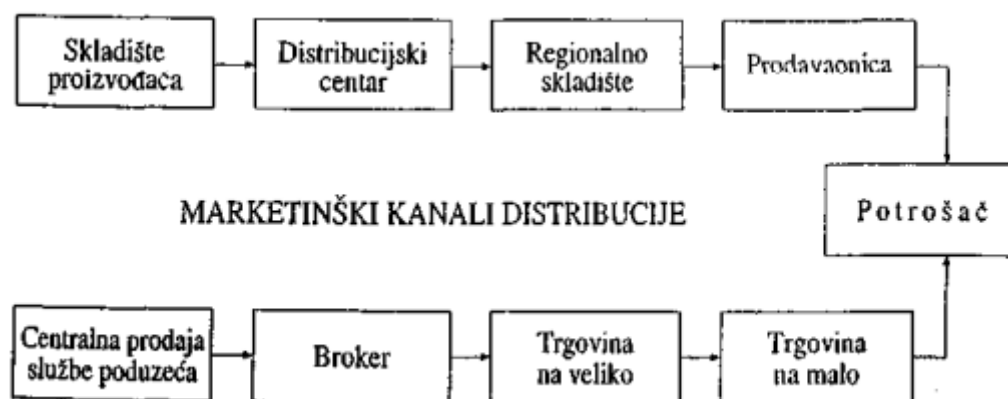 Skladište
proizvođaca
Distribucijski
centar
Regionalno
skladište
Prodavaonica
MARKETINŠKI KANALI DISTRIBUCIJE
Potrošač
Centralna prodaja
službe poduzeća
Broker
Trgovina
na veliko
Trgovina
na malo